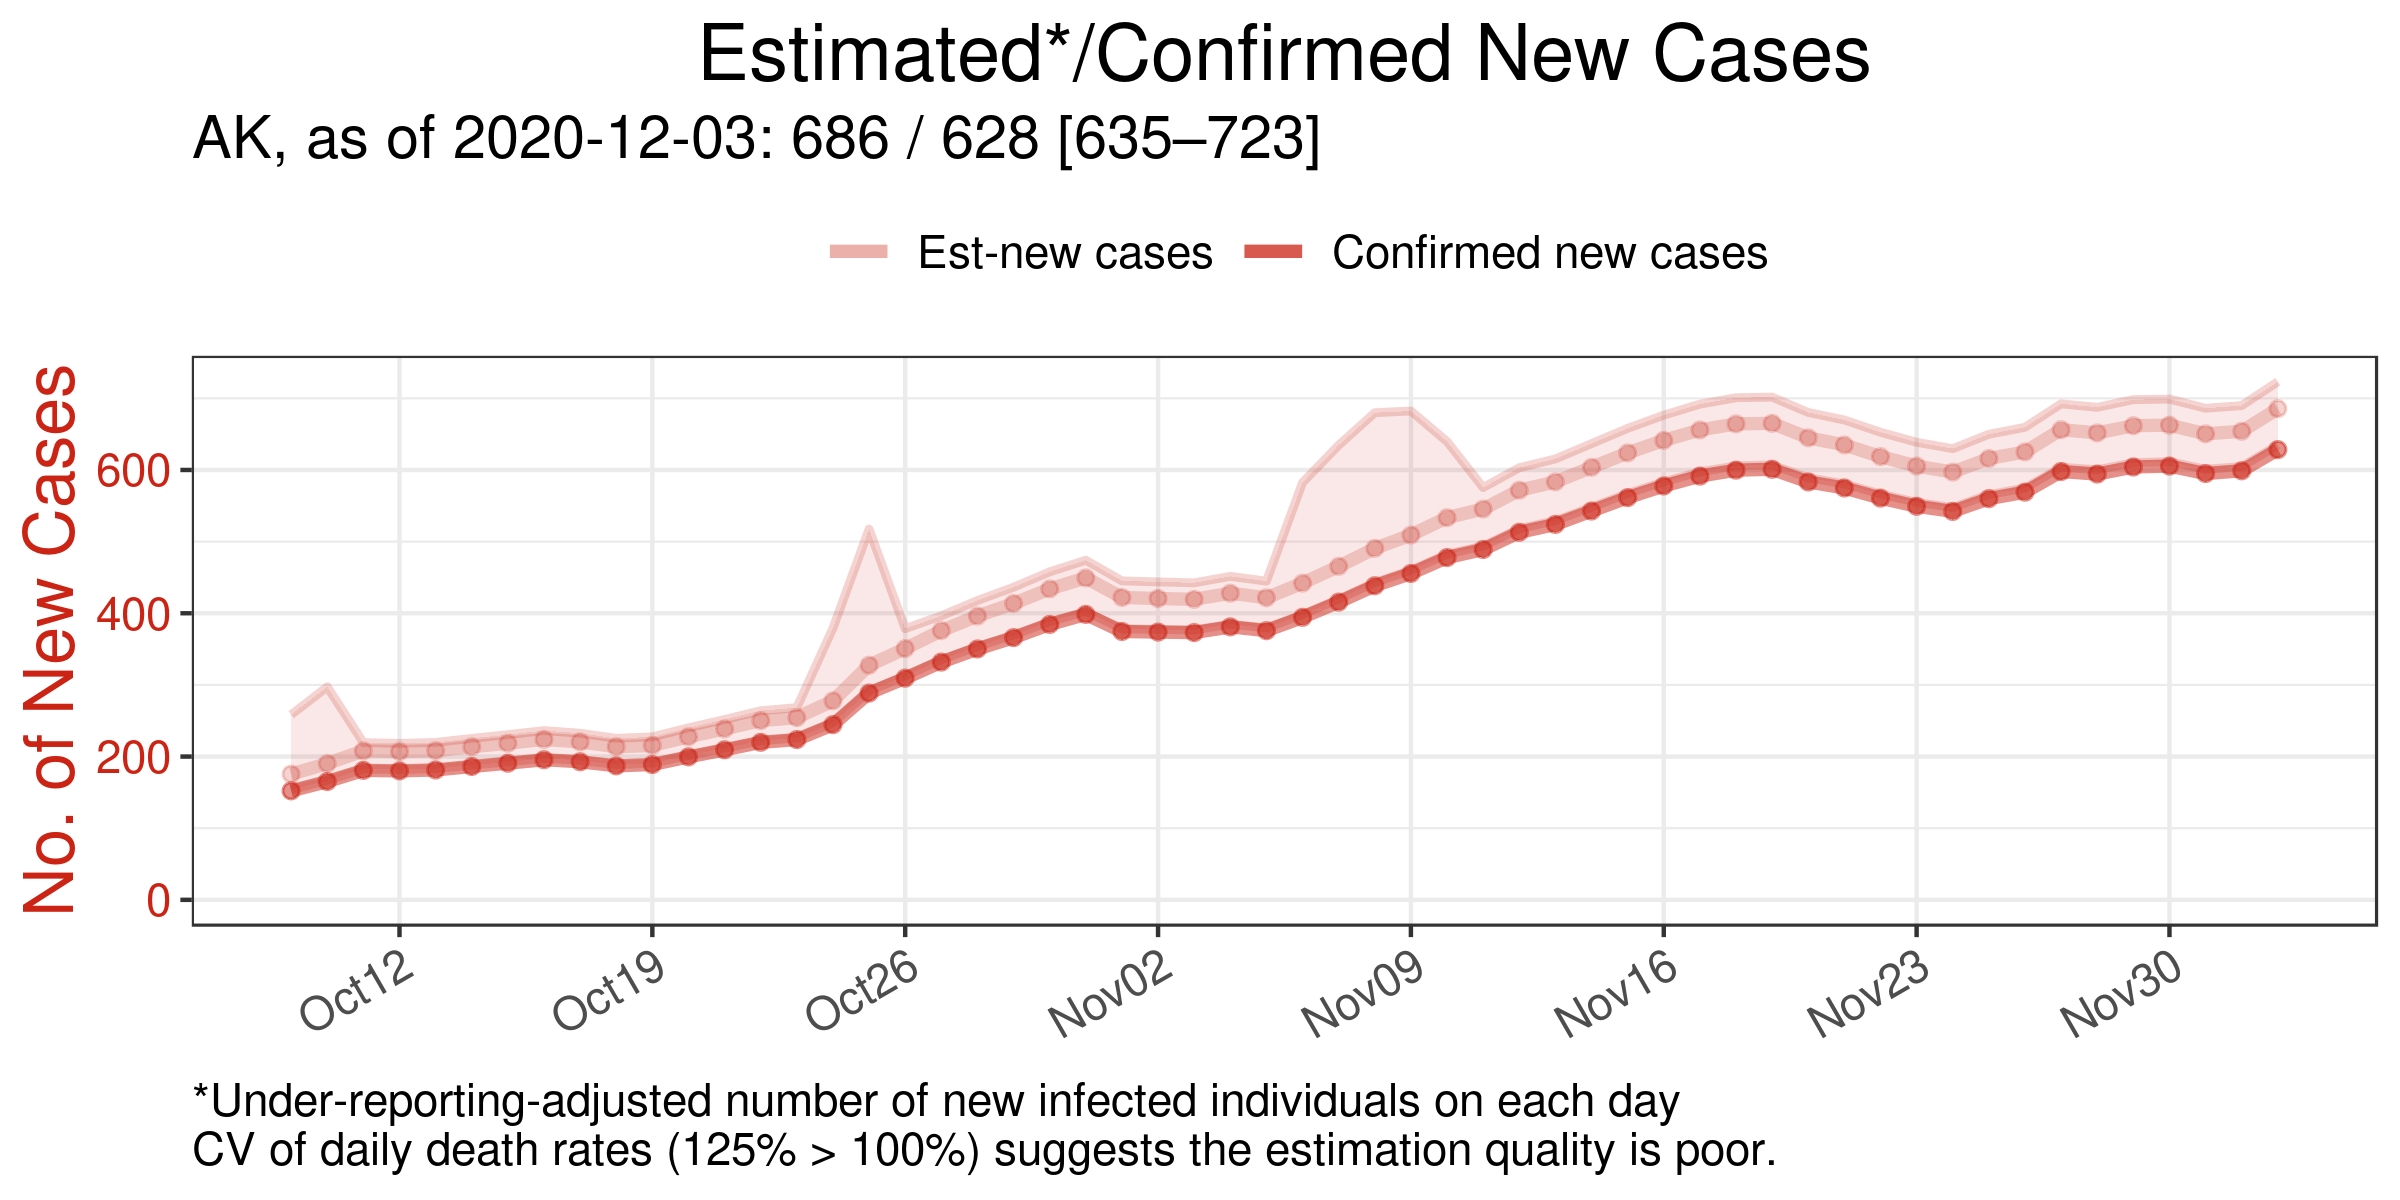 Estimated*/Confirmed New Cases
AK, as of 2020-12-03: 686 / 628 [635–723]
Est-new cases
Confirmed new cases
No. of New Cases
600
400
200
0
Oct12
Oct19
Oct26
Nov02
Nov09
Nov16
Nov23
Nov30
*Under-reporting-adjusted number of new infected individuals on each day
CV of daily death rates (125% > 100%) suggests the estimation quality is poor.